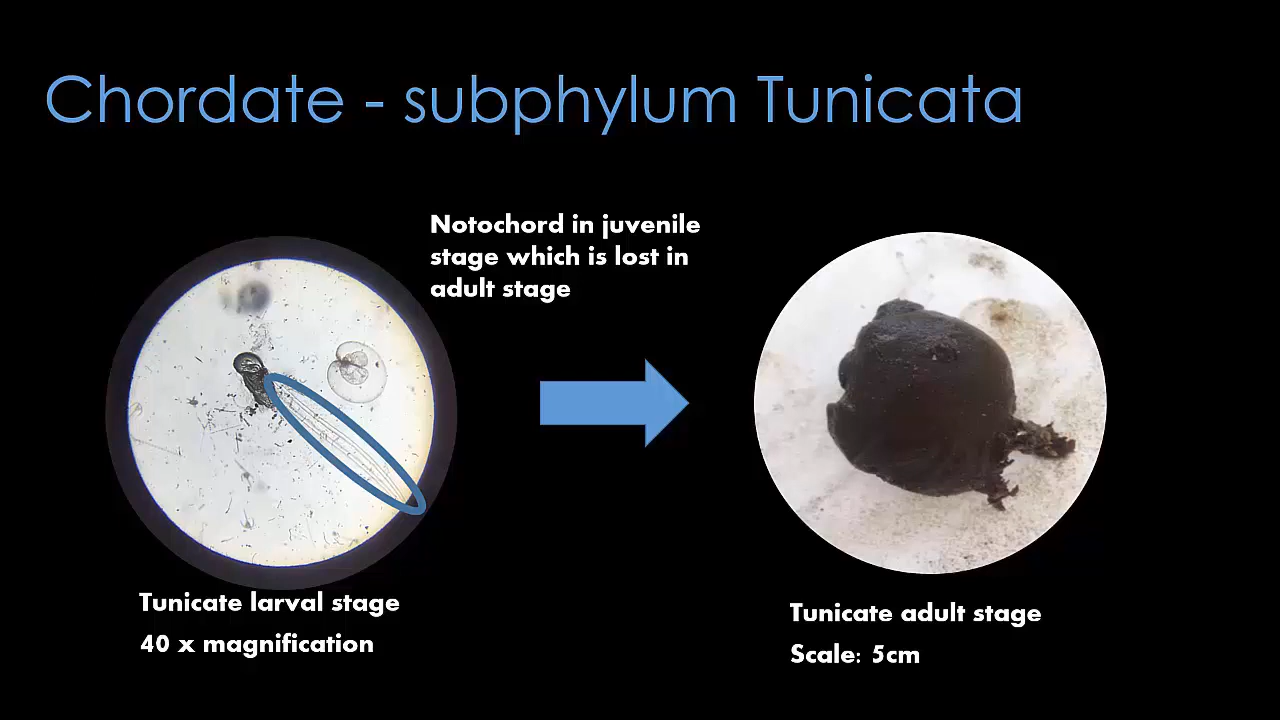 Chordate - subphylum Tunicata
Notochord in juvenile
stage which is lost in
adult stage
Tunicate larval stage
40 x magnification
Tunicate adult stage
Scale: 5cm